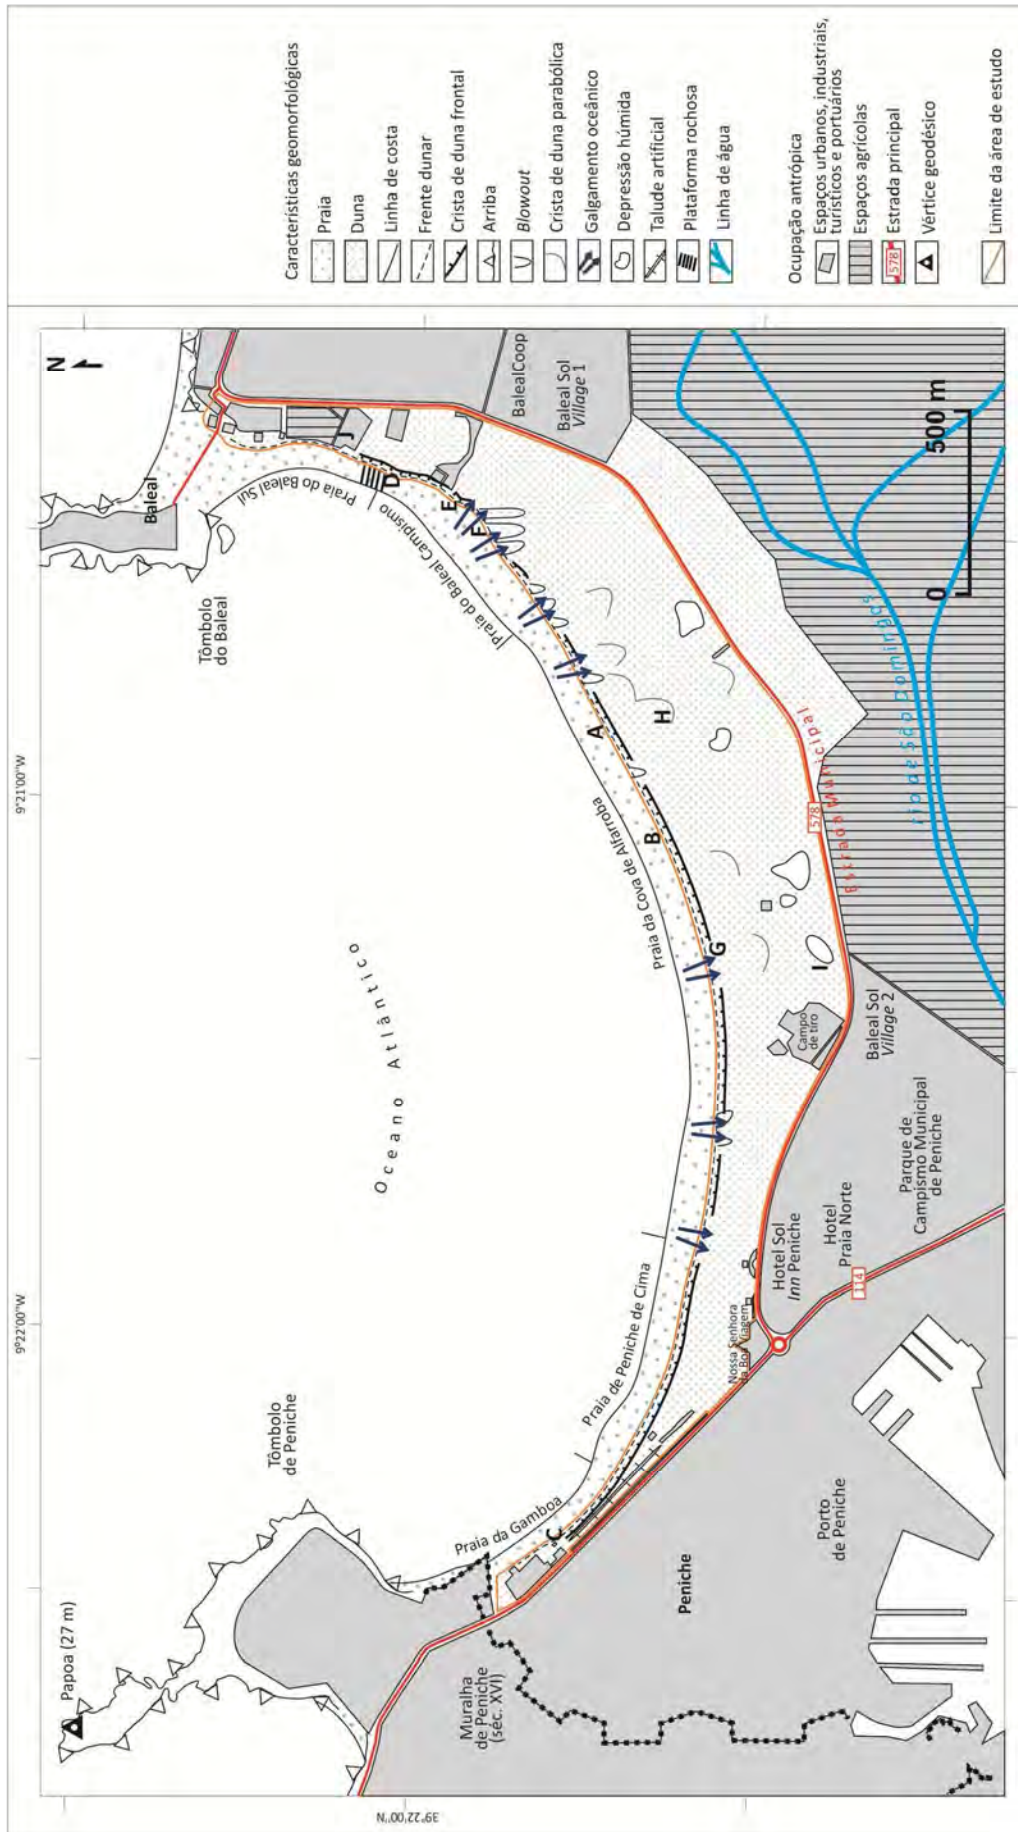 Papoa (27 m)
Tômbolo
de Peniche
Oceano Atlântico
Tômbolo
do Baleal
Baleal
N
9°22'00''W
9°21'00''W
39°22'00''N
Praia da Gamboa
Praia de Peniche de Cima
Praia da Cova de Alfarroba
Praia do Baleal Campismo
Praia do Baleal Sul
C
G
B
A
H
F
E
D
J
I
Muralha
de Peniche
(séc. XVI)
Peniche
Porto
de Peniche
Nossa Senhora
da Boa Viagem
Hotel Sol
Inn Peniche
Hotel
Praia Norte
114
Parque de
Campismo Municipal
de Peniche
Campo
de tiro
Baleal Sol
Village 2
578
Estrada Municipal
rio de São Domingos
BalealCoop
Baleal Sol
Village 1
0
500 m
Características geomorfológicas
Praia
Duna
Linha de costa
Frente dunar
Crista de duna frontal
Arriba
Blowout
Crista de duna parabólica
Galgamento oceânico
Depressão húmida
Talude artificial
Plataforma rochosa
Linha de água
Ocupação antrópica
Espaços urbanos, industriais,
turísticos e portuários
Espaços agrícolas
578
Estrada principal
Vértice geodésico
Limite da área de estudo